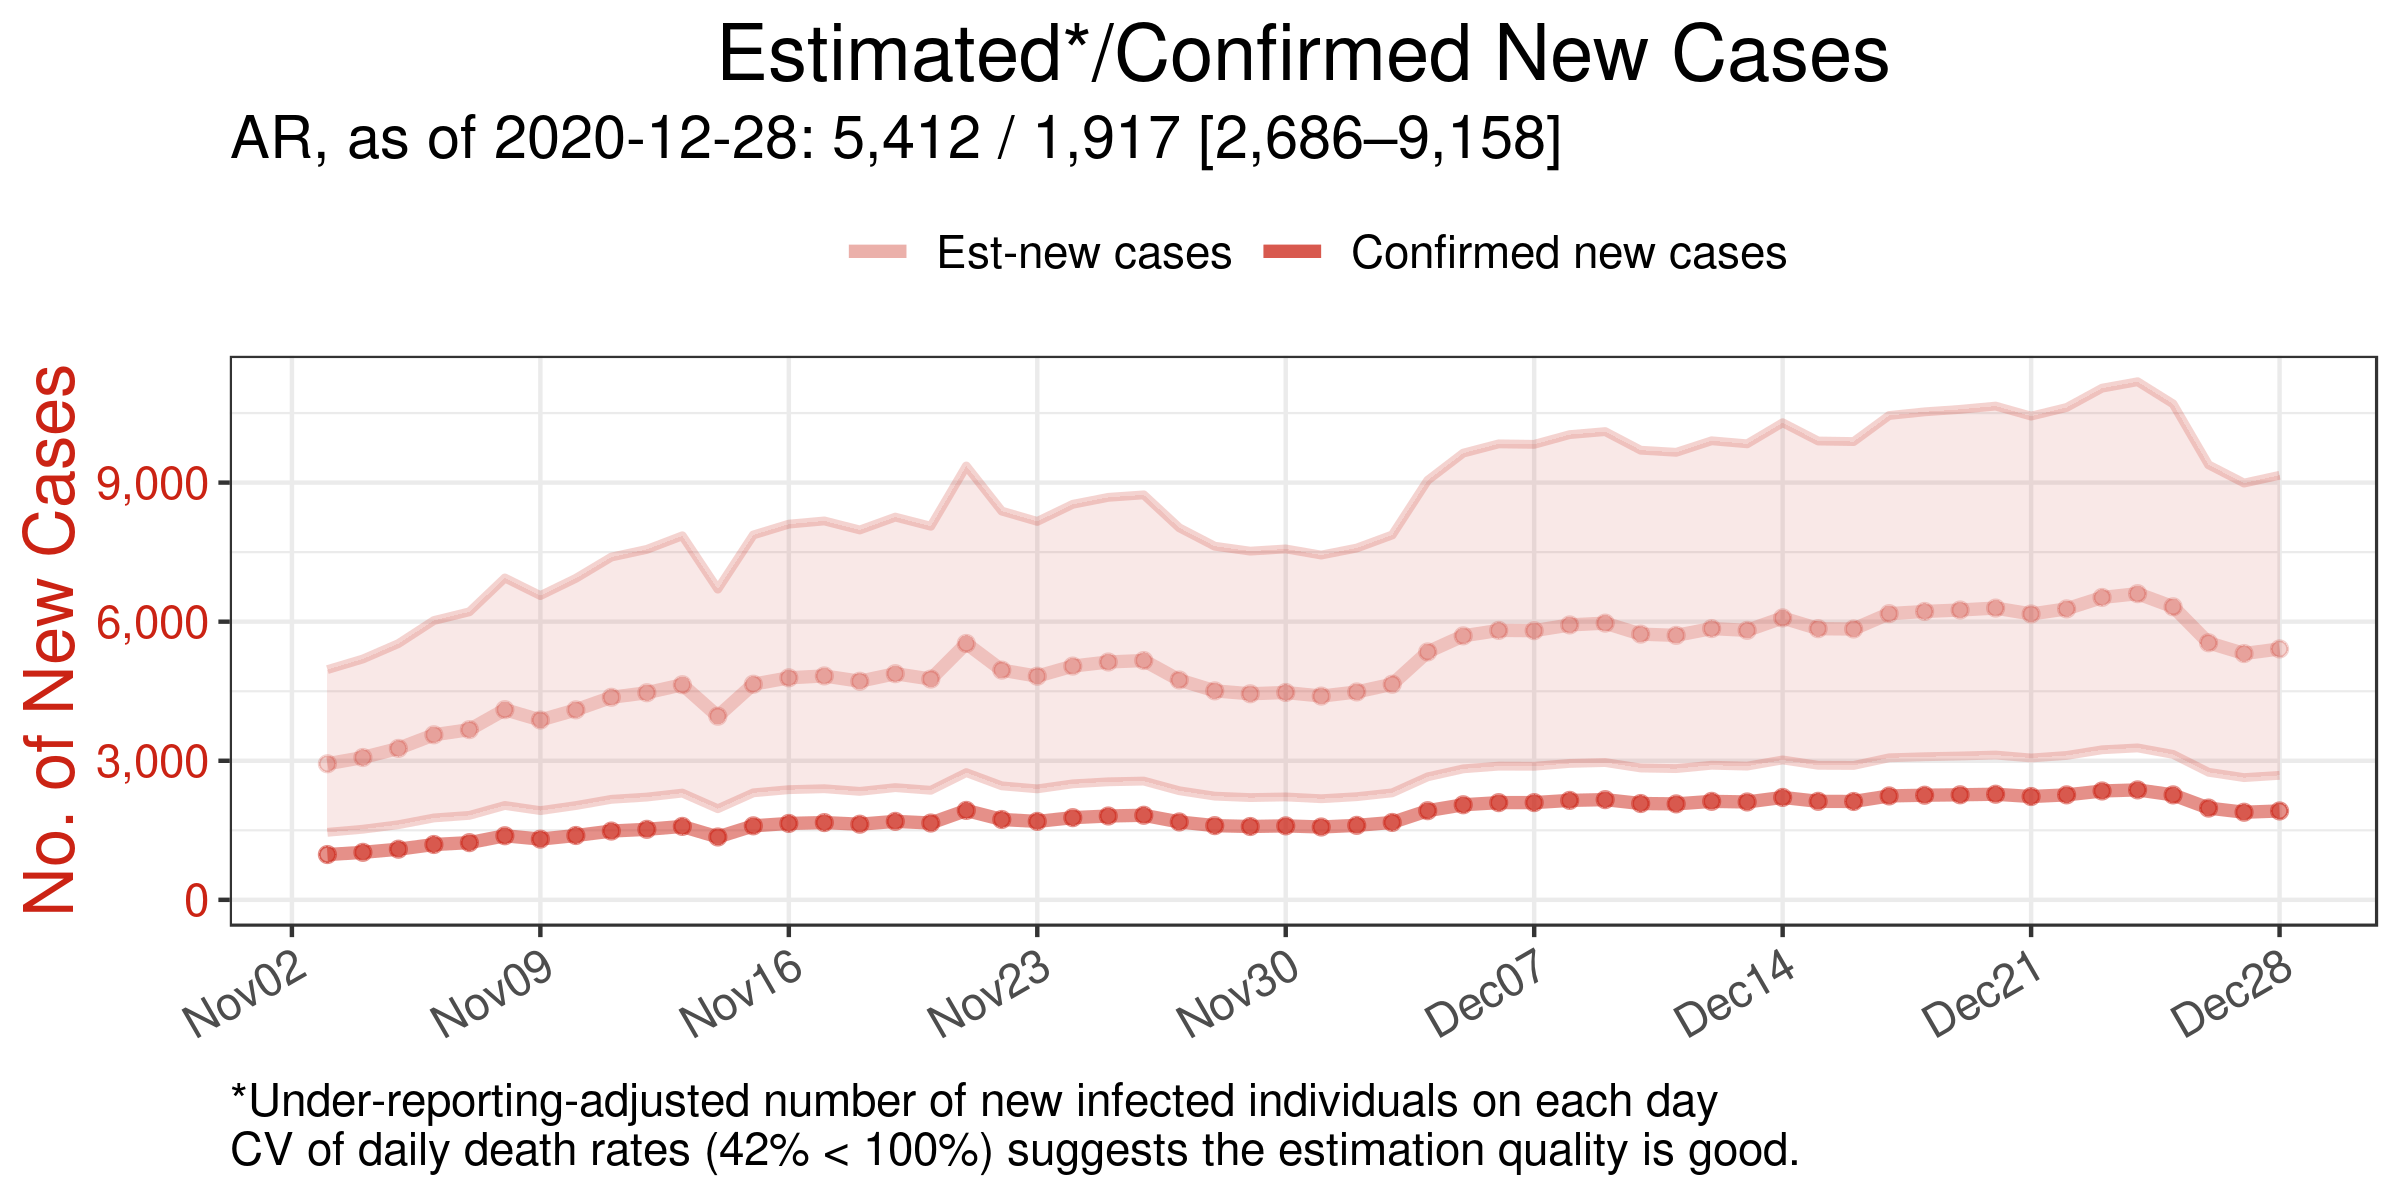 Estimated*/Confirmed New Cases
AR, as of 2020-12-28: 5,412 / 1,917 [2,686–9,158]
Est-new cases
Confirmed new cases
No. of New Cases
9,000
6,000
3,000
0
Nov02
Nov09
Nov16
Nov23
Nov30
Dec07
Dec14
Dec21
Dec28
*Under-reporting-adjusted number of new infected individuals on each day
CV of daily death rates (42% < 100%) suggests the estimation quality is good.